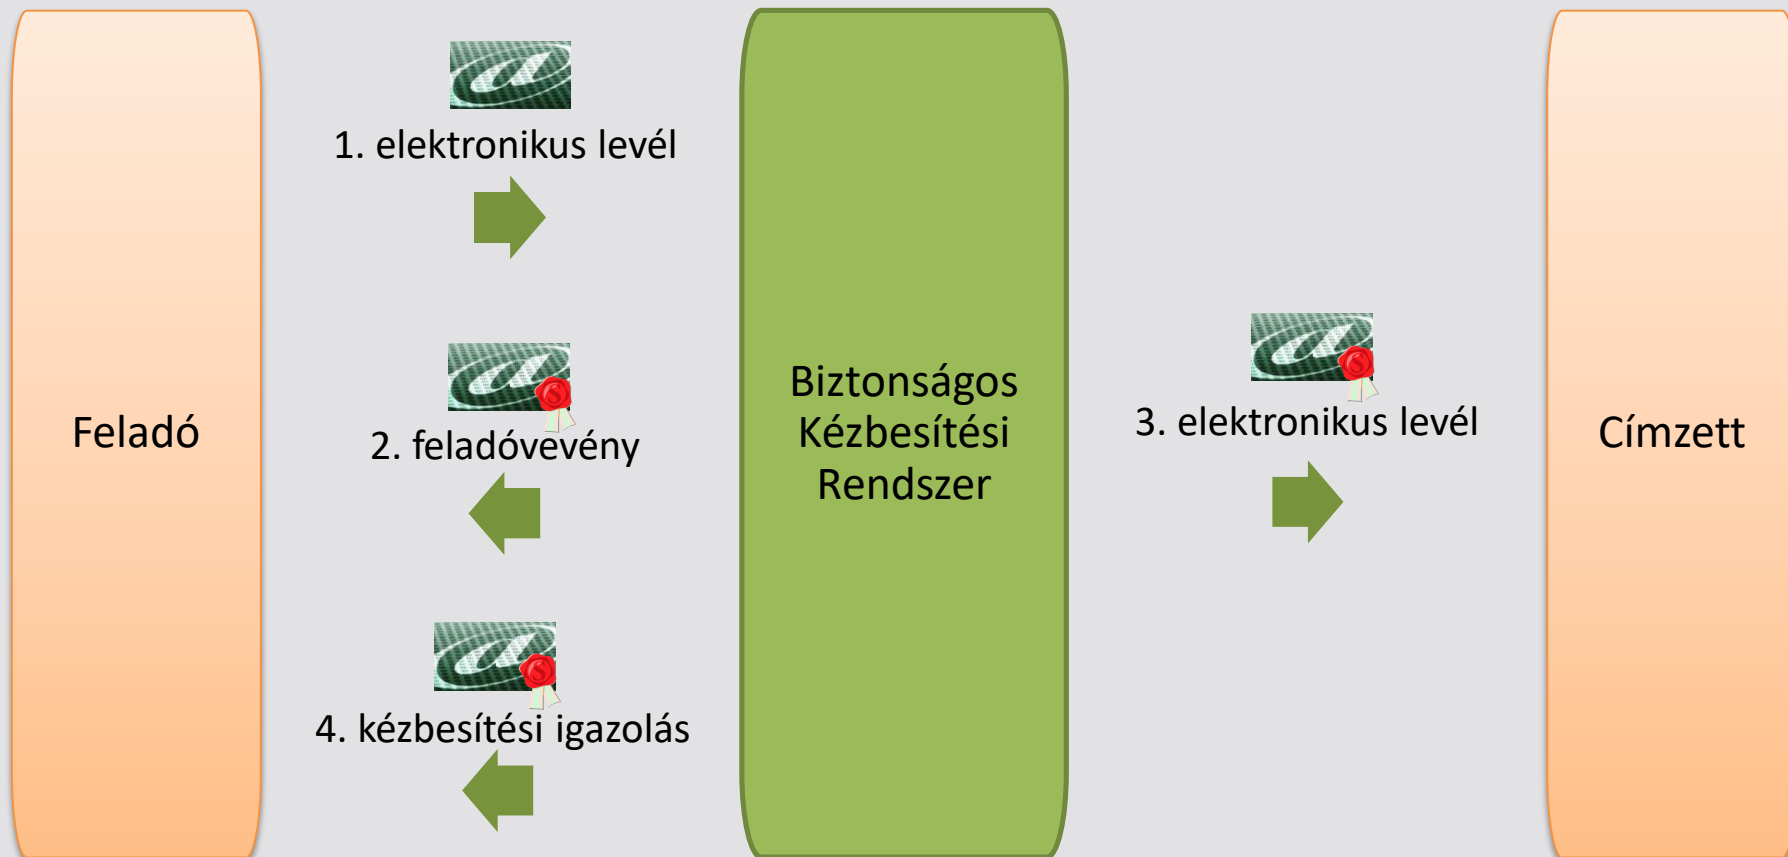 Feladó
1. elektronikus levél
2. feladóvevény
4. kézbesítési igazolás
Biztonságos
Kézbesítési
Rendszer
3. elektronikus levél
Címzett